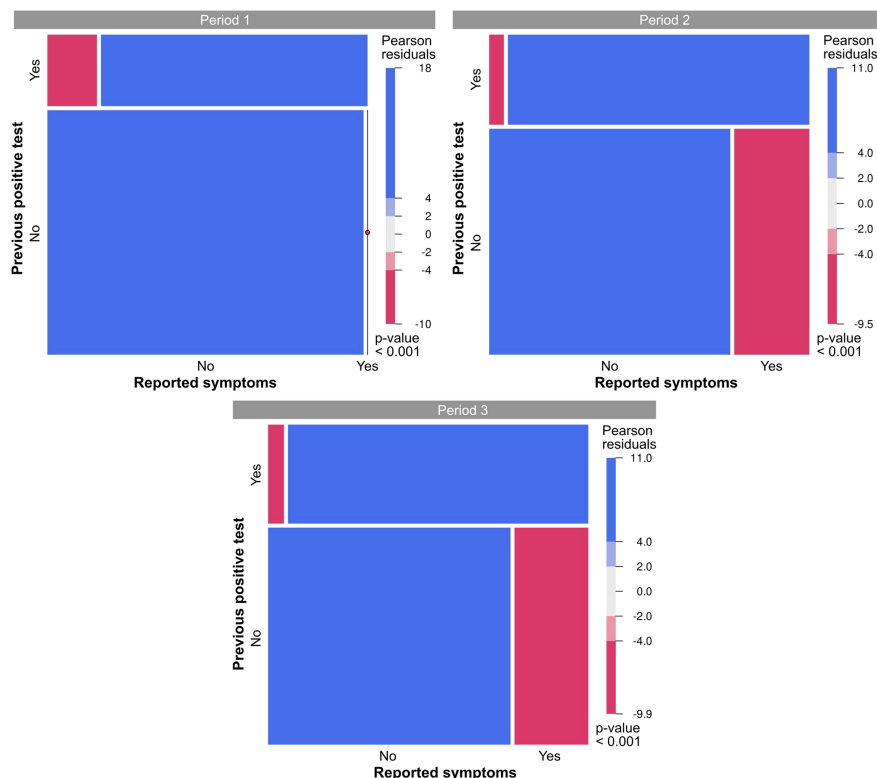 Period 1
Pearson
residuals
18
4
2
0
-2
-4
-10
p-value
< 0.001
Previous positive test
Yes
No
No
Yes
Reported symptoms
Period 2
Pearson
residuals
11.0
4.0
2.0
0.0
-2.0
-4.0
-9.5
p-value
< 0.001
Previous positive test
Yes
No
No
Yes
Reported symptoms
Period 3
Pearson
residuals
11.0
4.0
2.0
0.0
-2.0
-4.0
-9.9
p-value
< 0.001
Previous positive test
Yes
No
No
Yes
Reported symptoms